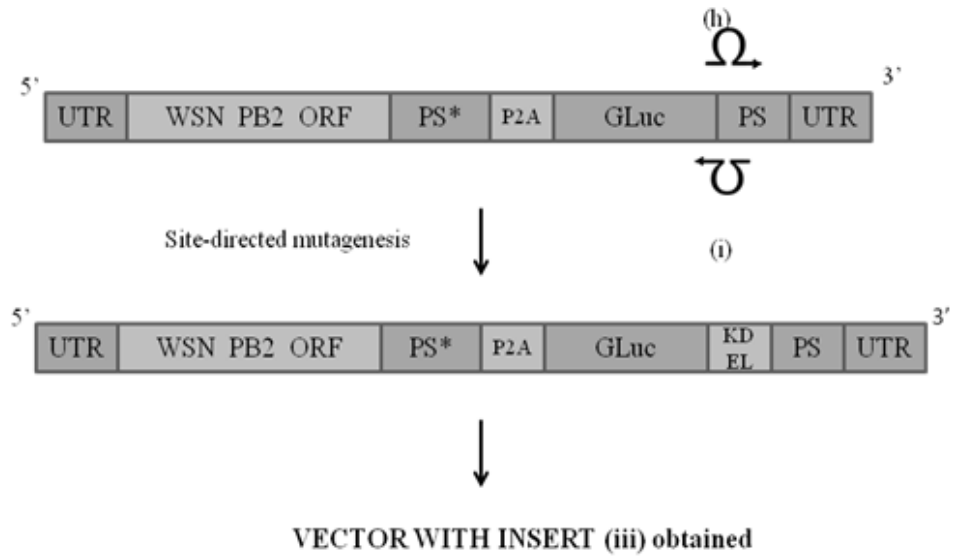 (h)
5' 3'
UTR WSN PB2 ORF PS* P2A GLuc PS UTR
Ω
Ʊ
Site-directed mutagenesis (i)
5' 3'
UTR WSN PB2 ORF PS* P2A GLuc KD EL PS UTR
VECTOR WITH INSERT (iii) obtained